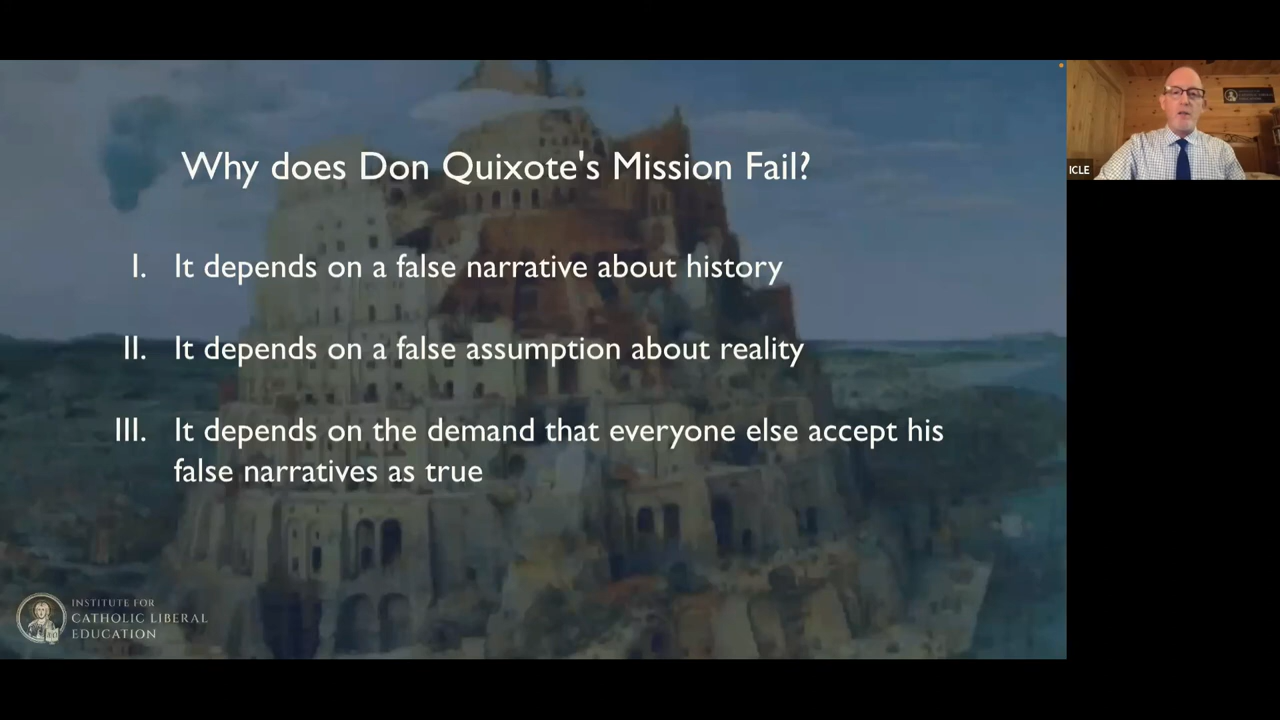 Why does Don Quixote's Mission Fail?
I. It depends on a false narrative about history
II. It depends on a false assumption about reality
III. It depends on the demand that everyone else accept his
false narratives as true
INSTITUTE FOR
CATHOLIC LIBERAL
EDUCATION
ICLE